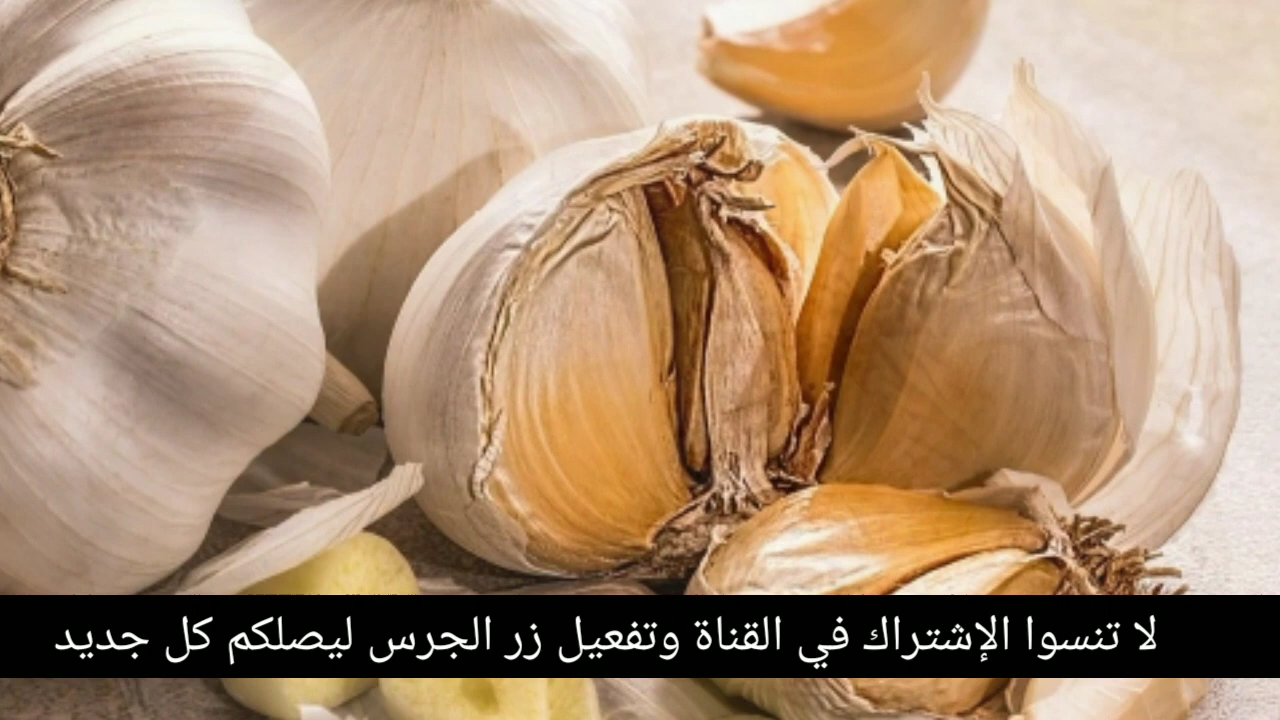 لا تنسوا الإشتراك في القناة وتفعيل زر الجرس ليصلكم كل جديد